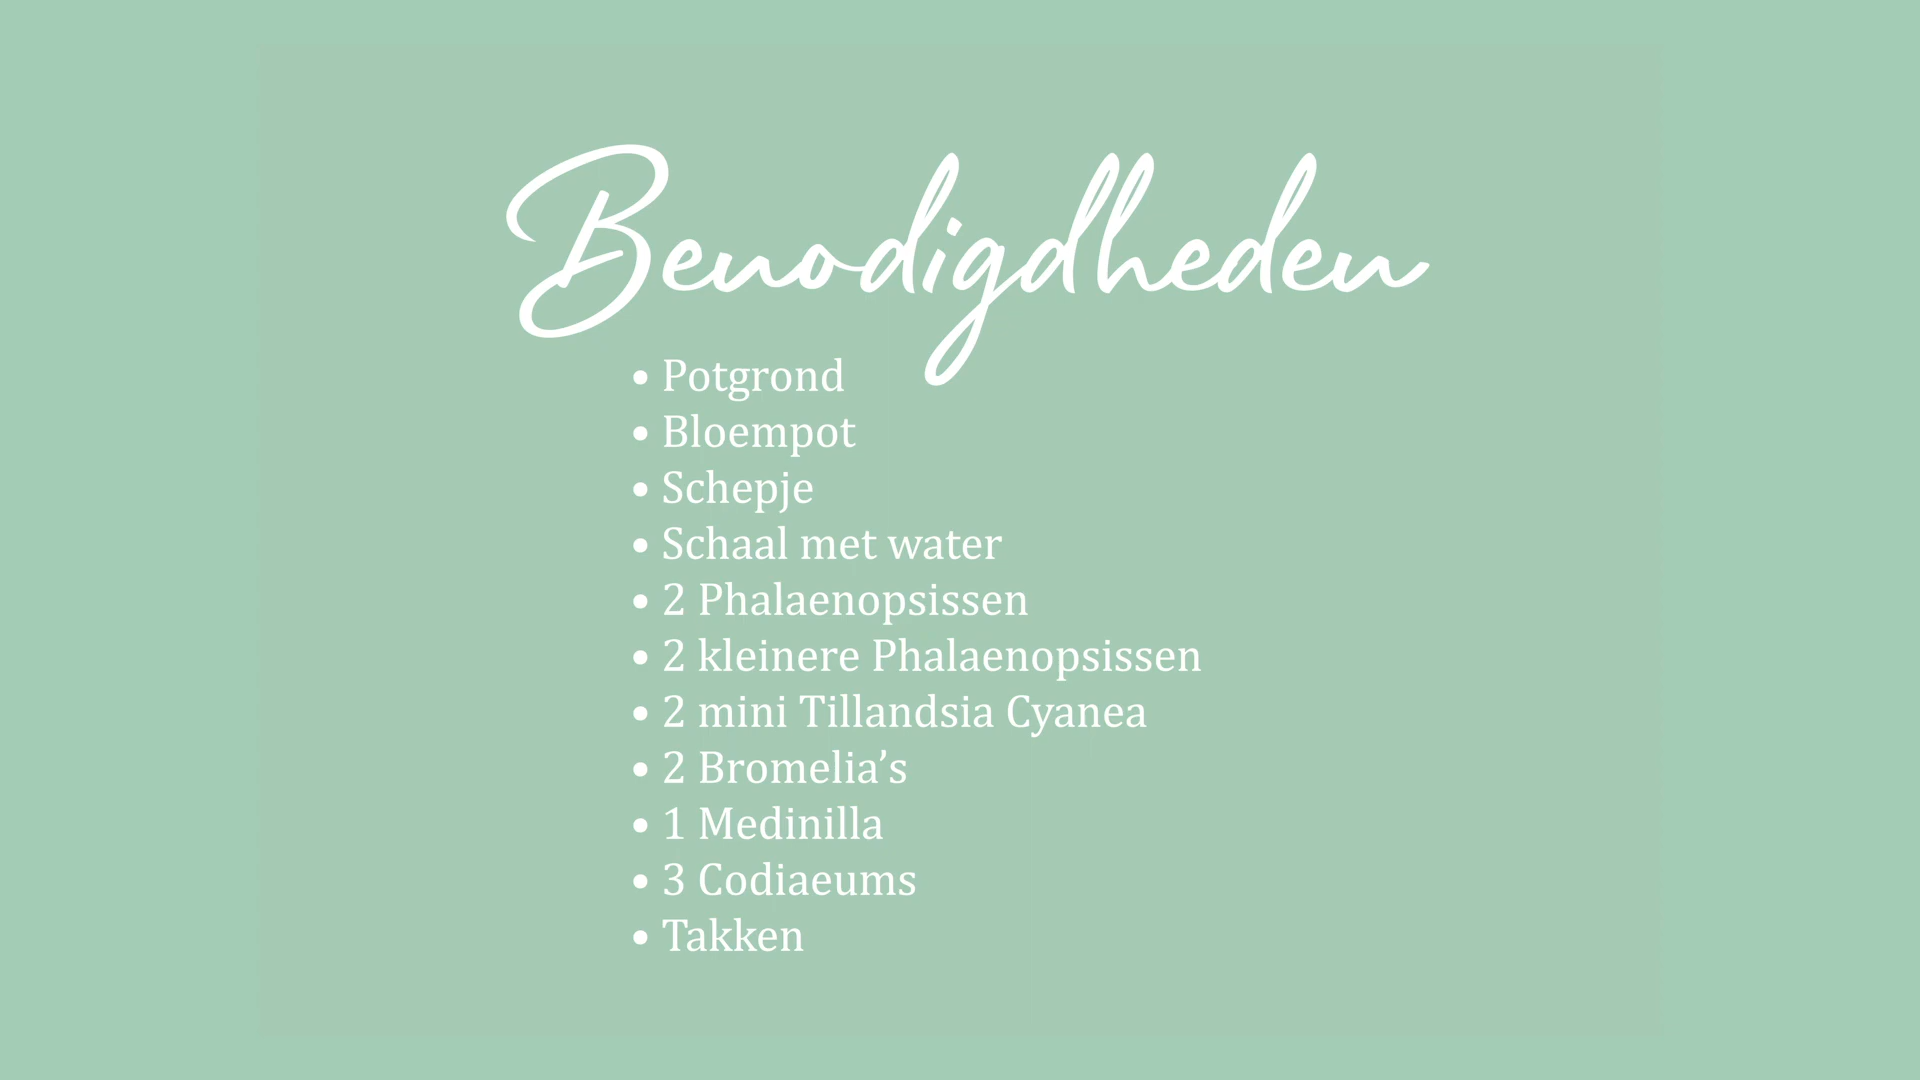 Benodigdheden
• Potgrond
• Bloempot
• Schepje
• Schaal met water
• 2 Phalaenopsissen
• 2 kleinere Phalaenopsissen
• 2 mini Tillandsia Cyanea
• 2 Bromelia’s
• 1 Medinilla
• 3 Codiaeums
• Takken